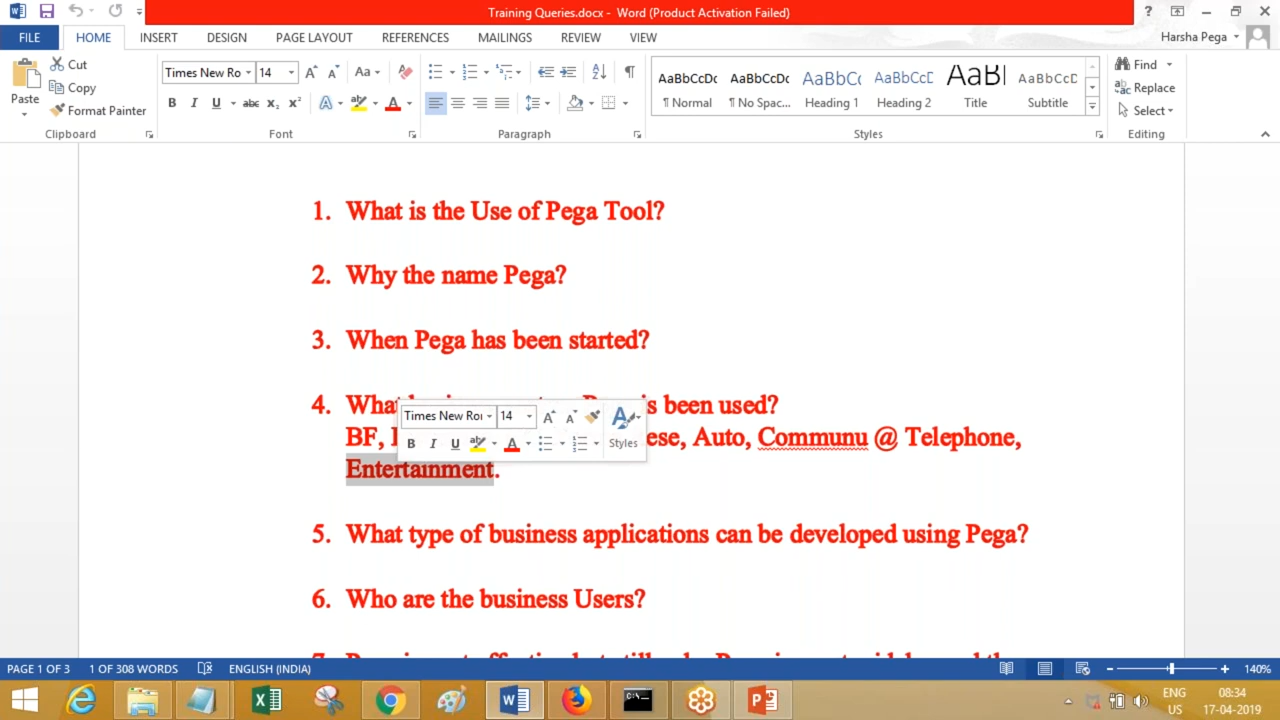 Training Queries.docx - Word (Product Activation Failed)
FILE HOME INSERT DESIGN PAGE LAYOUT REFERENCES MAILINGS REVIEW VIEW Harsha Pega
Paste Cut Copy Format Painter
Times New Ro 14 Aa
AaBbCcDc AaBbCcDc AaBbCc AaBbCcD AaBl AaBbCcD
¶ Normal ¶ No Spac... Heading 1 Heading 2 Title Subtitle
Find Replace Select
Clipboard Font Paragraph Styles Editing
1. What is the Use of Pega Tool?
2. Why the name Pega?
3. When Pega has been started?
4. What is been used?
BF, Auto, Communu @ Telephone,
Entertainment.
Times New Roi 14
Styles
5. What type of business applications can be developed using Pega?
6. Who are the business Users?
PAGE 1 OF 3 1 OF 308 WORDS ENGLISH (INDIA) 140%
ENG 08:34
US 17-04-2019